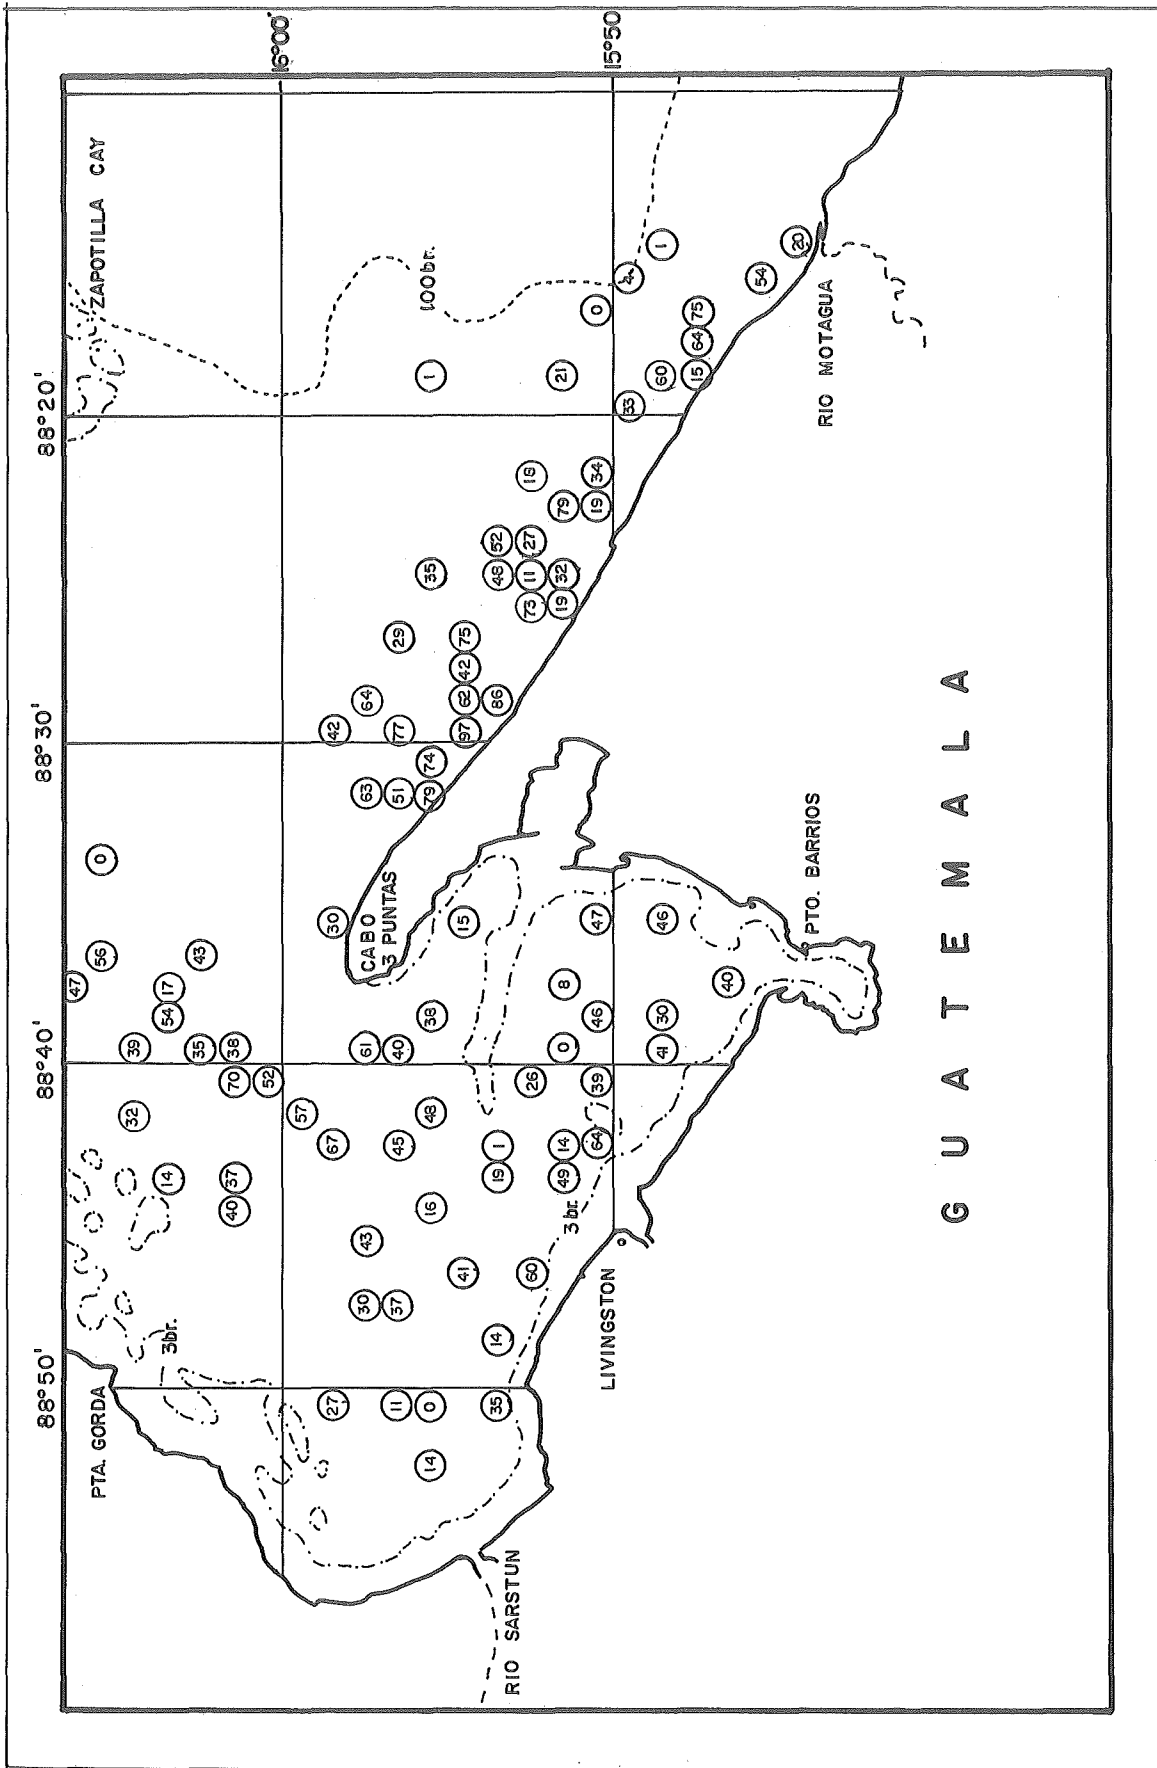 88°50' 88°40' 88°30' 88°20'
47
PTA. GORDA 56 0 ZAPOTILLA CAY
32 39
3br. 14 54 17
35 43
40 37 70 38
52 16°00'
57
27 67 30 42
30 43 61 CABO 63 64
11 37 45 40 3 PUNTAS 51 77 29
14 0 16 48 38 79 74 35 1 100br.
41 15 97 62 42 75
35 14 19 1 86 48 52
RIO SARSTUN
60 26 73 11 27 18
3br. 49 14 0 8 19 32 79 21
64 39 46 47 19 34 0
LIVINGSTON 15°50'
33 4
41 30 46 60 1
15 64 75
40
54
20
PTO. BARRIOS
RIO MOTAGUA
GUATEMALA